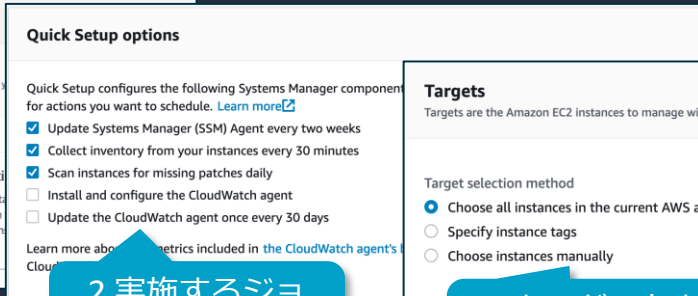 Quick Setup options
Quick Setup configures the following Systems Manager component
for actions you want to schedule. Learn more
Update Systems Manager (SSM) Agent every two weeks
Collect inventory from your instances every 30 minutes
Scan instances for missing patches daily
Install and configure the CloudWatch agent
Update the CloudWatch agent once every 30 days
Learn more metrics included in the CloudWatch agent's
2.実施するジョ
Targets
Targets are the Amazon EC2 instances to manage
Target selection method
Choose all instances in the current AWS
Specify instance tags
Choose instances manually